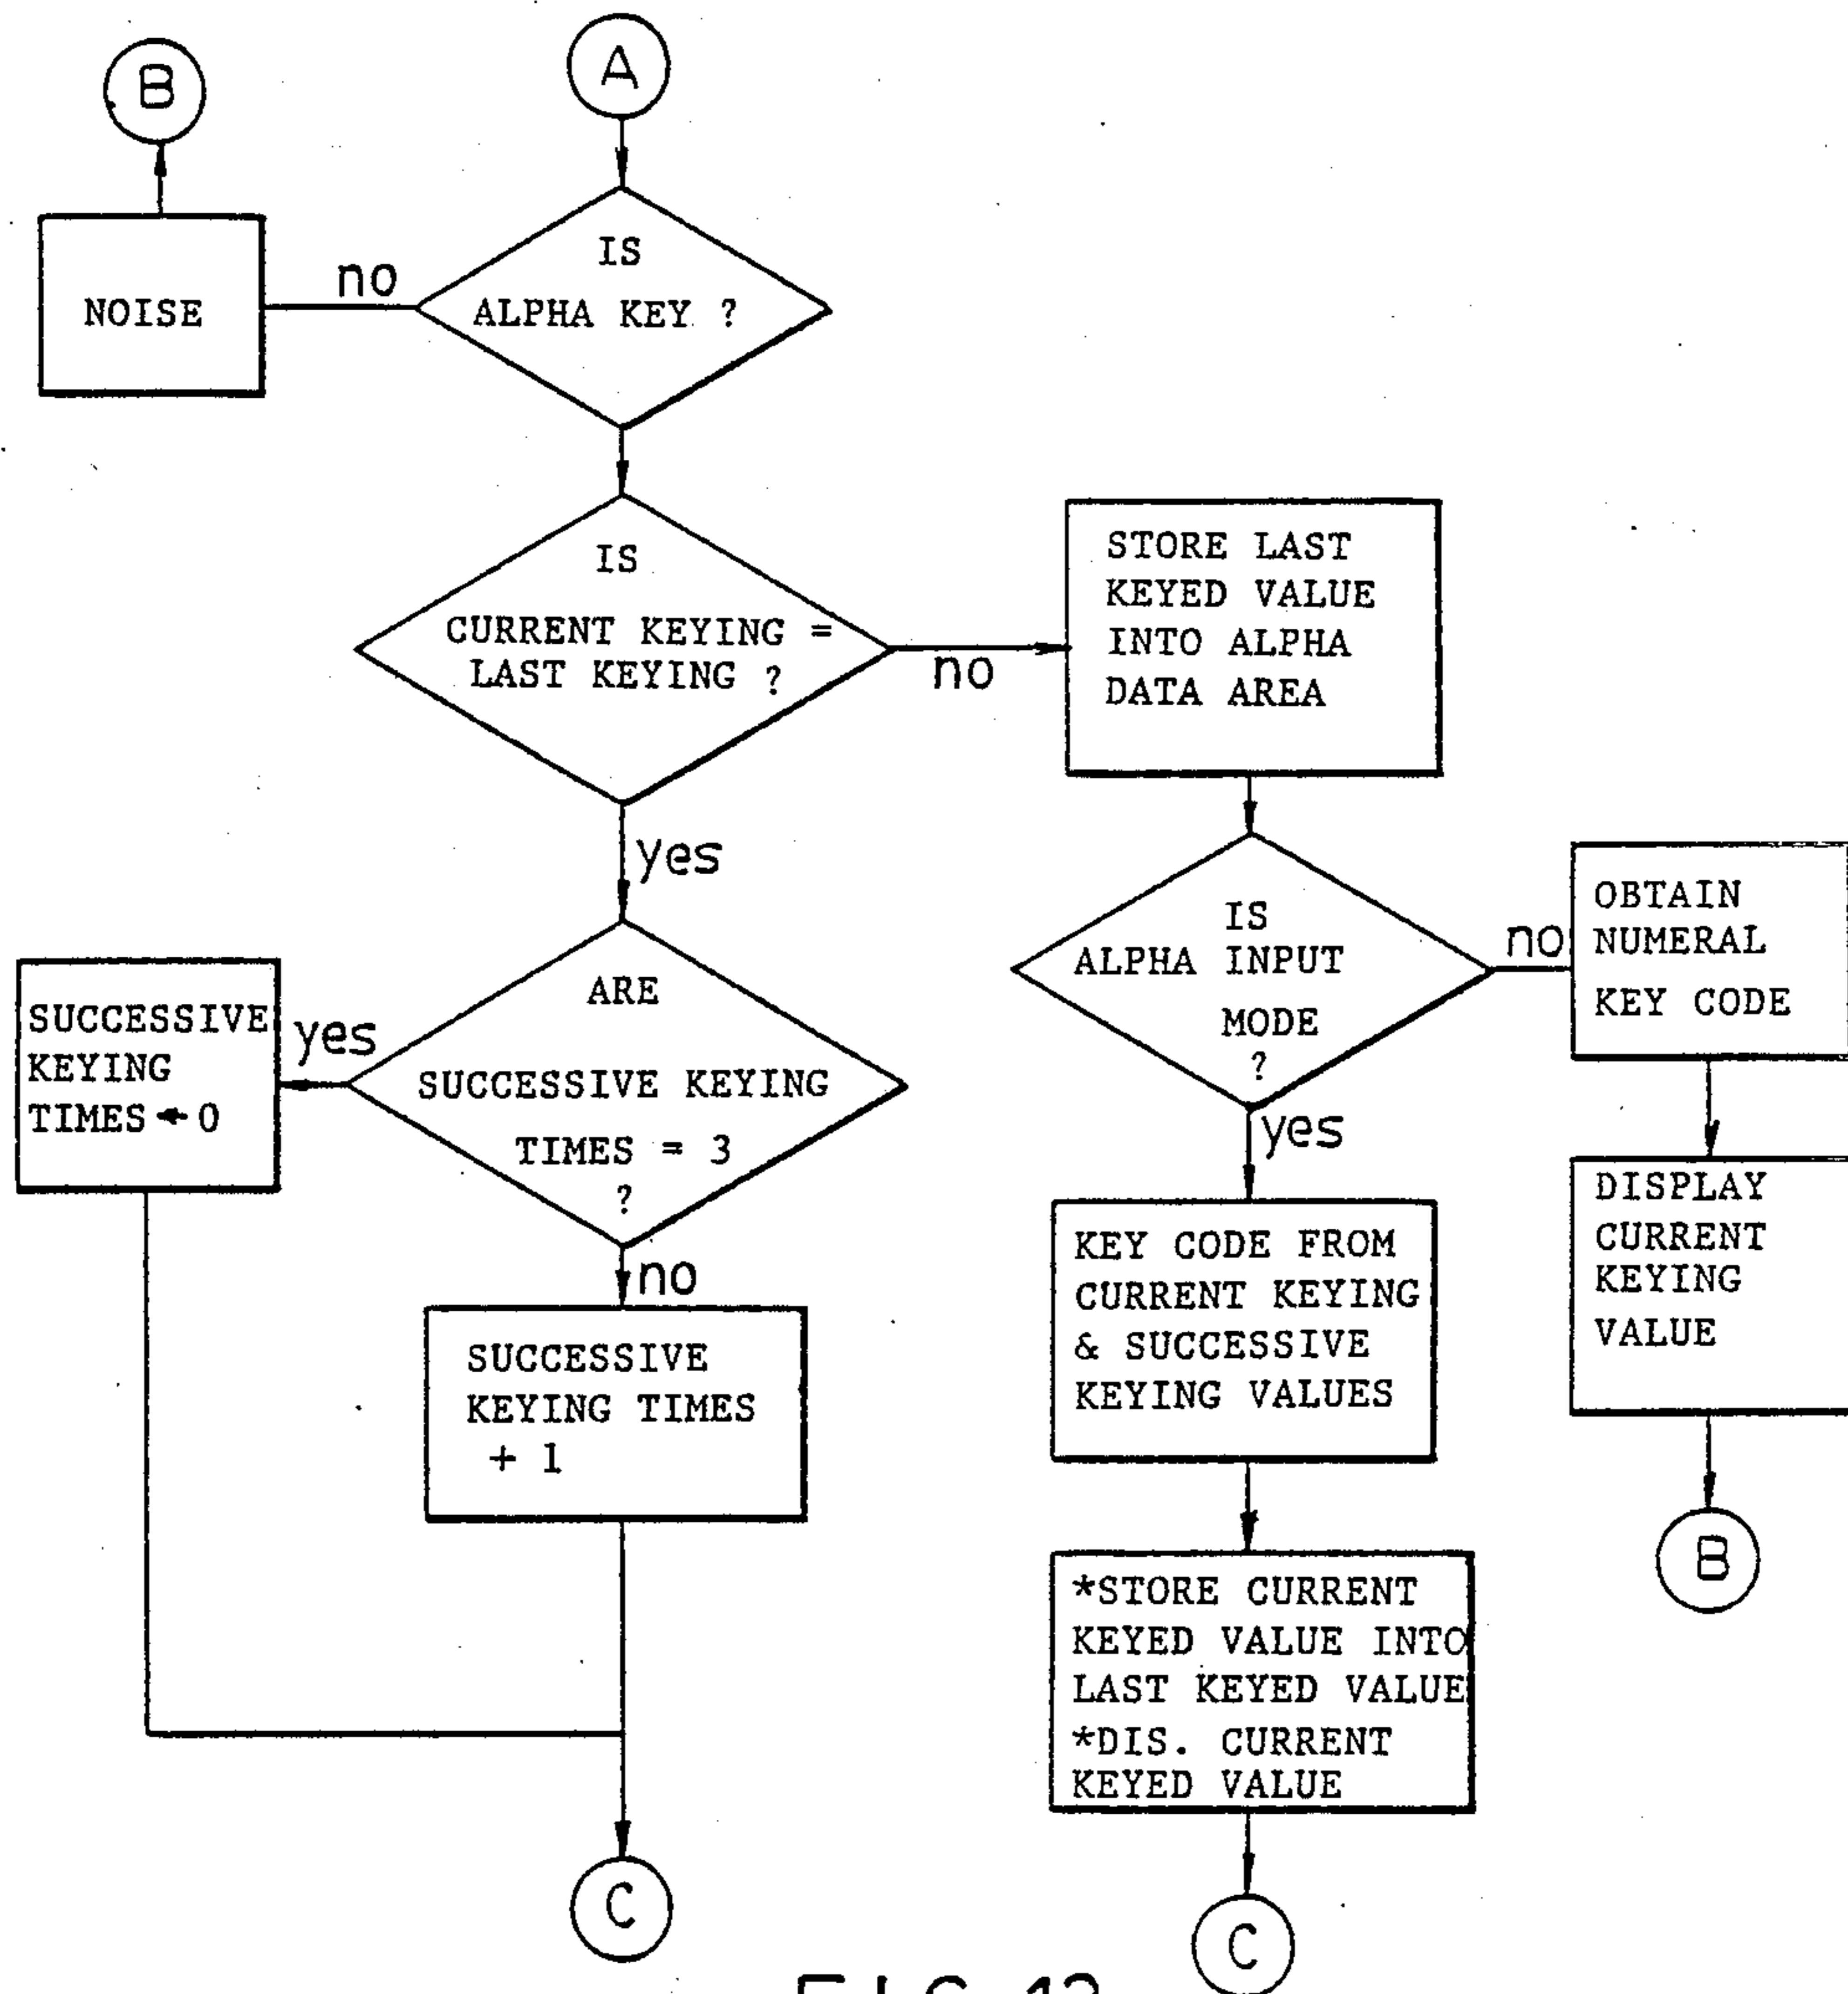 B
A
NOISE
no
IS
ALPHA KEY ?
IS
CURRENT KEYING =
LAST KEYING ?
no
STORE LAST
KEYED VALUE
INTO ALPHA
DATA AREA
yes
IS
ALPHA INPUT
MODE
?
no
OBTAIN
NUMERAL
KEY CODE
SUCCESSIVE
KEYING
TIMES ← 0
yes
ARE
SUCCESSIVE KEYING
TIMES = 3
?
yes
DISPLAY
CURRENT
KEYING
VALUE
no
KEY CODE FROM
CURRENT KEYING
& SUCCESSIVE
KEYING VALUES
SUCCESSIVE
KEYING TIMES
+ 1
B
*STORE CURRENT
KEYED VALUE INTO
LAST KEYED VALUE
*DIS. CURRENT
KEYED VALUE
C
C